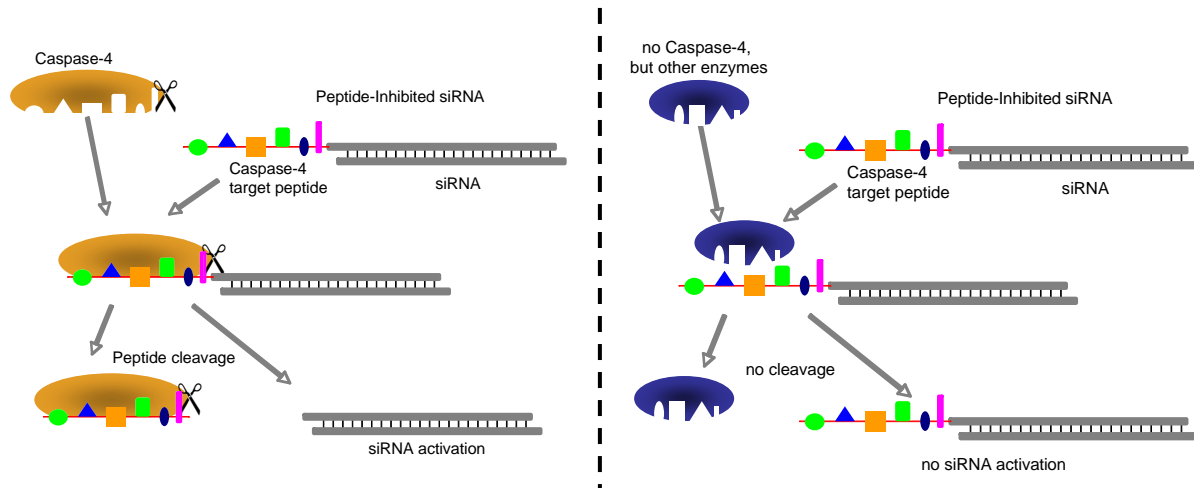 Caspase-4
Peptide-Inhibited siRNA
Caspase-4
target peptide
siRNA
Peptide cleavage
siRNA activation
no Caspase-4,
but other enzymes
Peptide-Inhibited siRNA
Caspase-4
target peptide
siRNA
no cleavage
no siRNA activation